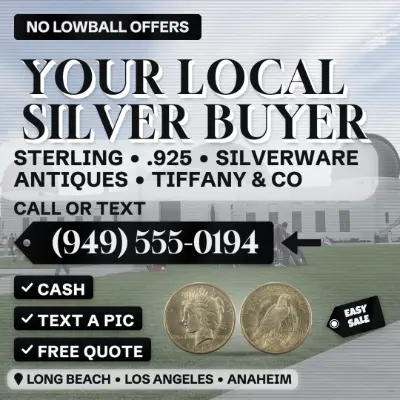 NO LOWBALL OFFERS
YOUR LOCAL
SILVER BUYER
STERLING • .925 • SILVERWARE
ANTIQUES • TIFFANY & CO
CALL OR TEXT
(949) 555-0194
✓ CASH
✓ TEXT A PIC
✓ FREE QUOTE
EASY
SALE
LONG BEACH • LOS ANGELES • ANAHEIM